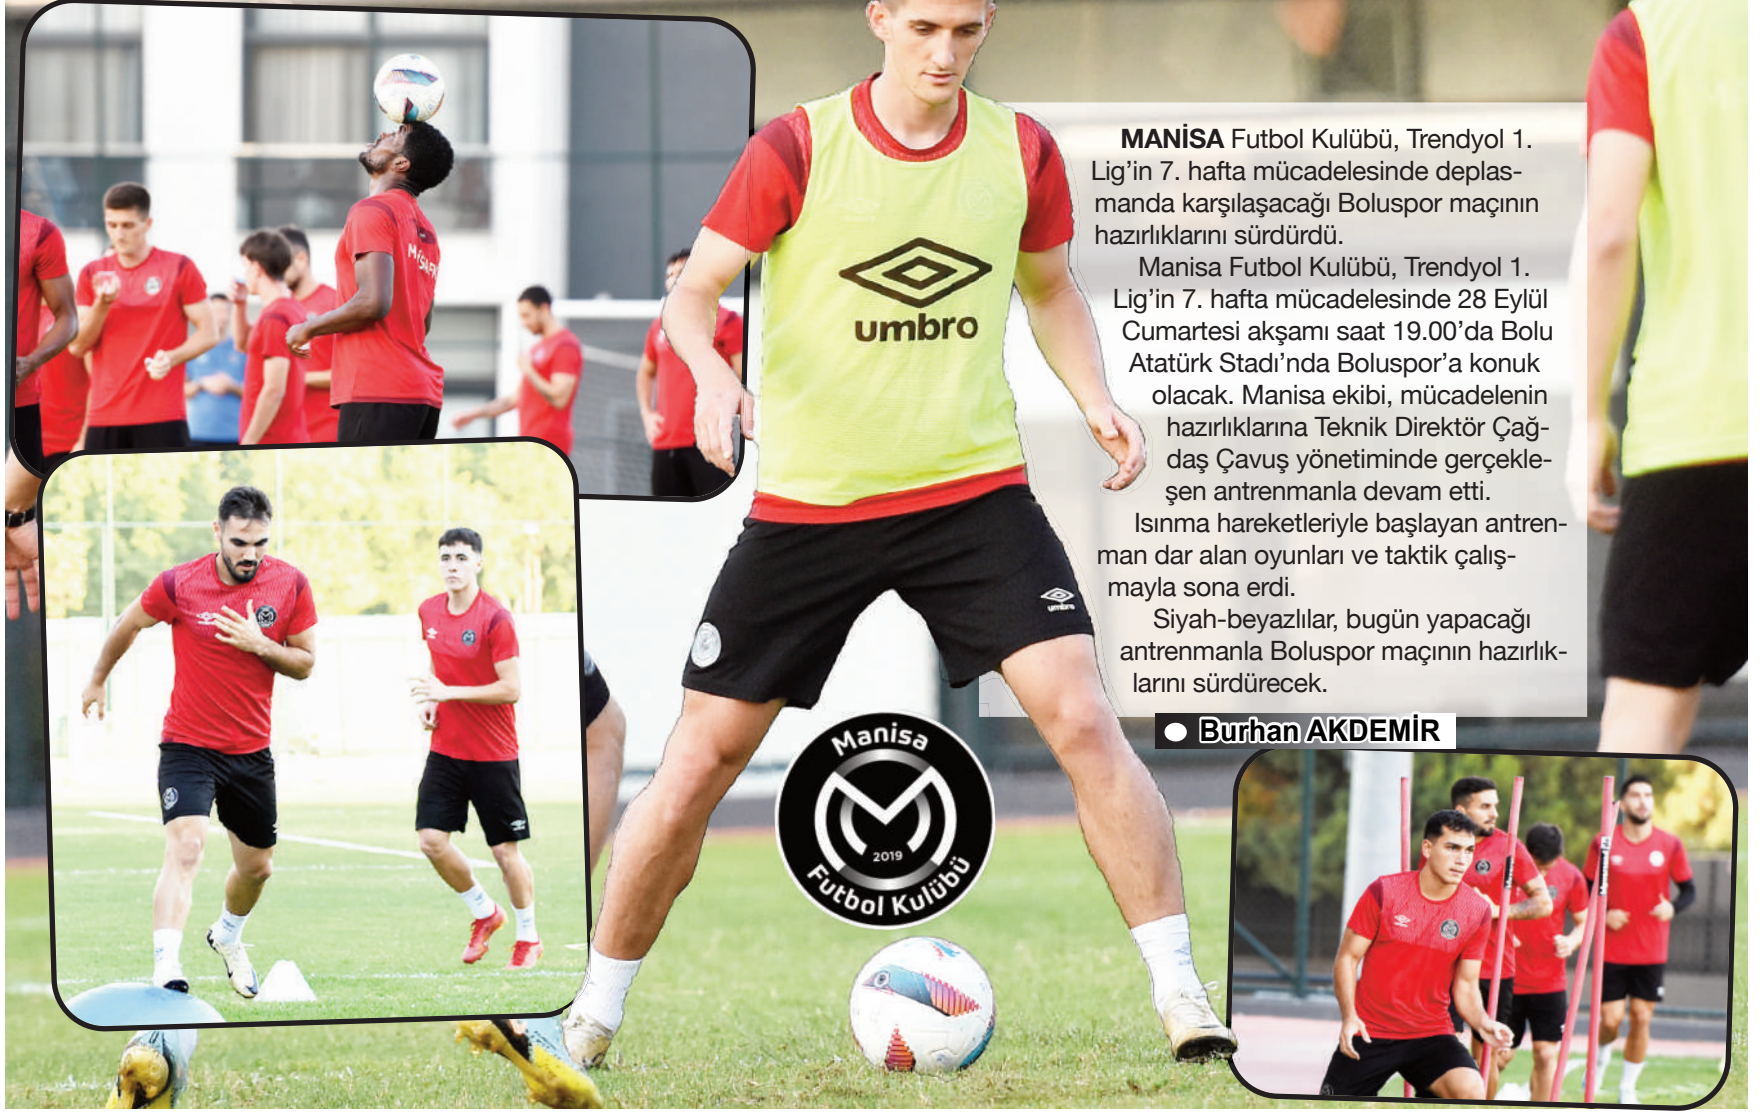 MANİSA Futbol Kulübü, Trendyol 1.
Lig'in 7. hafta mücadelesinde deplas-
manda karşılaşacağı Boluspor maçının
hazırlıklarını sürdürdü.
Manisa Futbol Kulübü, Trendyol 1.
Lig'in 7. hafta mücadelesinde 28 Eylül
Cumartesi akşamı saat 19.00'da Bolu
Atatürk Stadı'nda Boluspor'a konuk
olacak. Manisa ekibi, mücadelenin
hazırlıklarına Teknik Direktör Çağ-
daş Çavuş yönetiminde gerçekle-
şen antrenmanla devam etti.
Isınma hareketleriyle başlayan antren-
man dar alan oyunları ve taktik çalış-
mayla sona erdi.
Siyah-beyazlılar, bugün yapacağı
antrenmanla Boluspor maçının hazırlık-
larını sürdürecek.
Burhan AKDEMİR
umbro
umbro
Manisa
2019
Futbol Kulübü